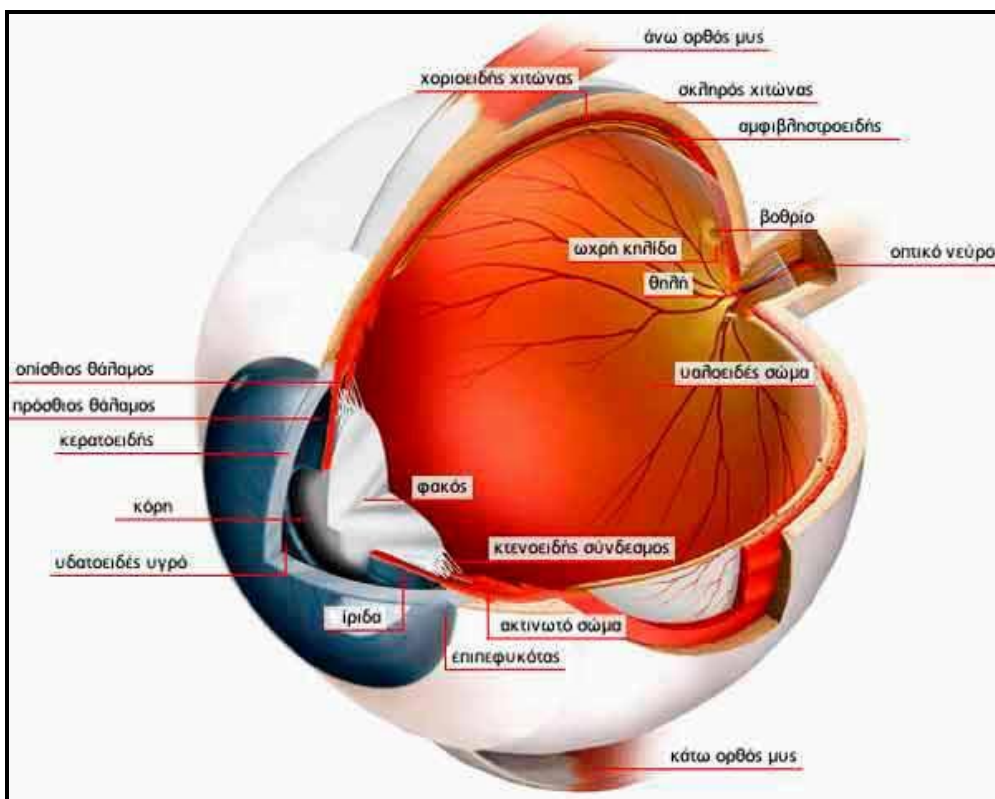 άνω ορθός μυς
χοριοειδής χιτώνας
σκληρός χιτώνας
αμφιβληστροειδής
βοθρίο
ωχρή κηλίδα
οπτικό νεύρο
θηλή
οπίσθιος θάλαμος
υαλοειδές σώμα
πρόσθιος θάλαμος
κερατοειδής
φακός
κόρη
κτενοειδής σύνδεσμος
υδατοειδές υγρό
ίριδα
ακτινωτό σώμα
επιπεφυκότας
κάτω ορθός μυς